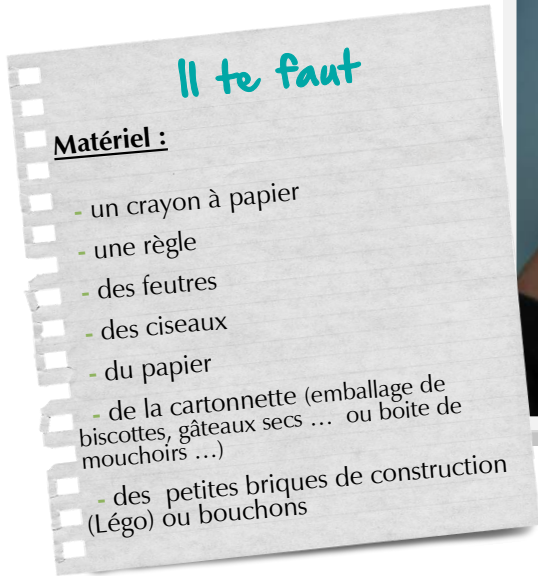 Il te faut
Matériel :
- un crayon à papier
- une règle
- des feutres
- des ciseaux
- du papier
- de la cartonnette (emballage de
biscottes, gâteaux secs … ou boite de
mouchoirs …)
- des petites briques de construction
(Légo) ou bouchons